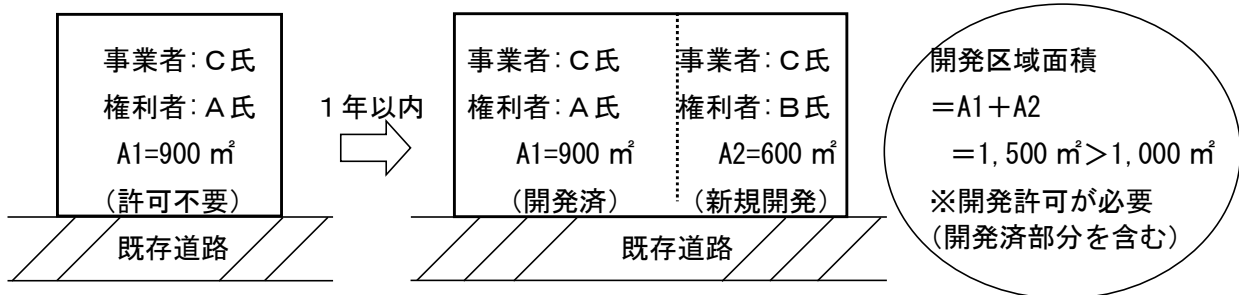 事業者：C氏
権利者：A氏
A1=900 ㎡
(許可不要)
既存道路
１年以内
事業者：C氏
権利者：A氏
A1=900 ㎡
(開発済)
事業者：C氏
権利者：B氏
A2=600 ㎡
(新規開発)
既存道路
開発区域面積
＝A1＋A2
＝1,500 ㎡＞1,000 ㎡
※開発許可が必要
(開発済部分を含む)